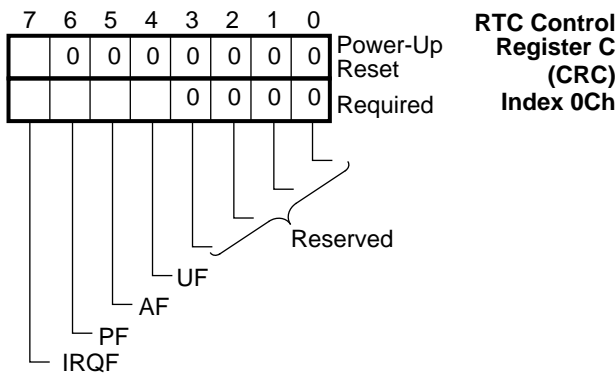 7 6 5 4 3 2 1 0
RTC Control
Register C
(CRC)
Index 0Ch
0 0 0 0 0 0 0
Power-Up
Reset
0 0 0 0
Required
Reserved
UF
AF
PF
IRQF